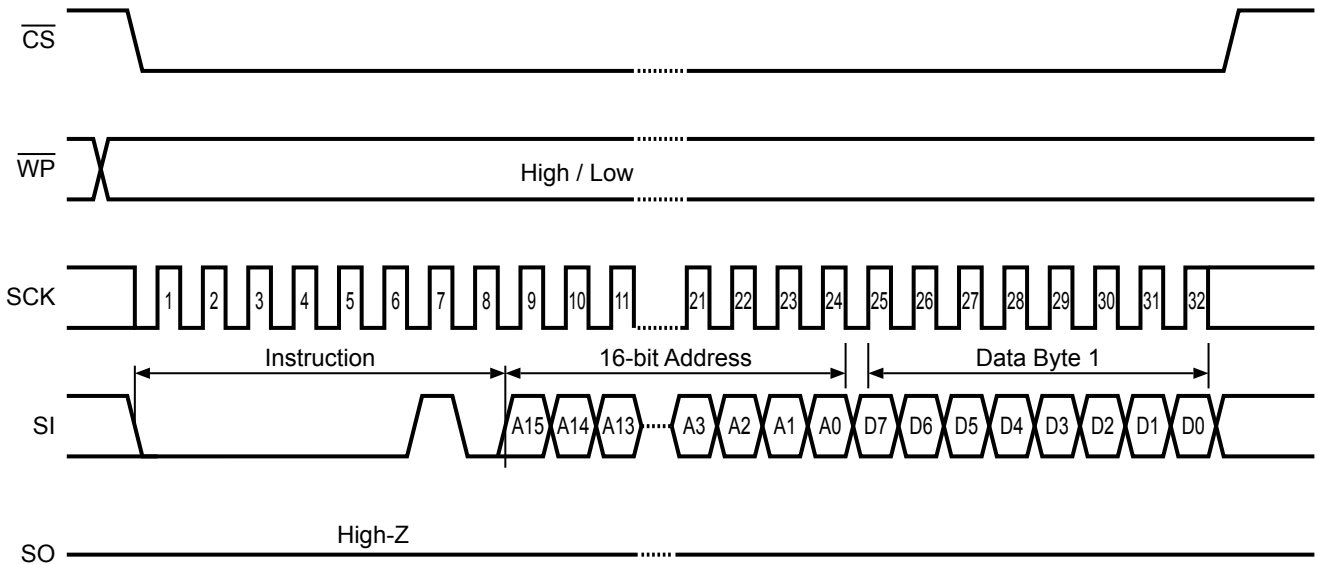 C̅S̅
W̅P̅
High / Low
SCK
1 2 3 4 5 6 7 8 9 10 11 21 22 23 24 25 26 27 28 29 30 31 32
Instruction 16-bit Address Data Byte 1
SI
A15 A14 A13 A3 A2 A1 A0 D7 D6 D5 D4 D3 D2 D1 D0
High-Z
SO